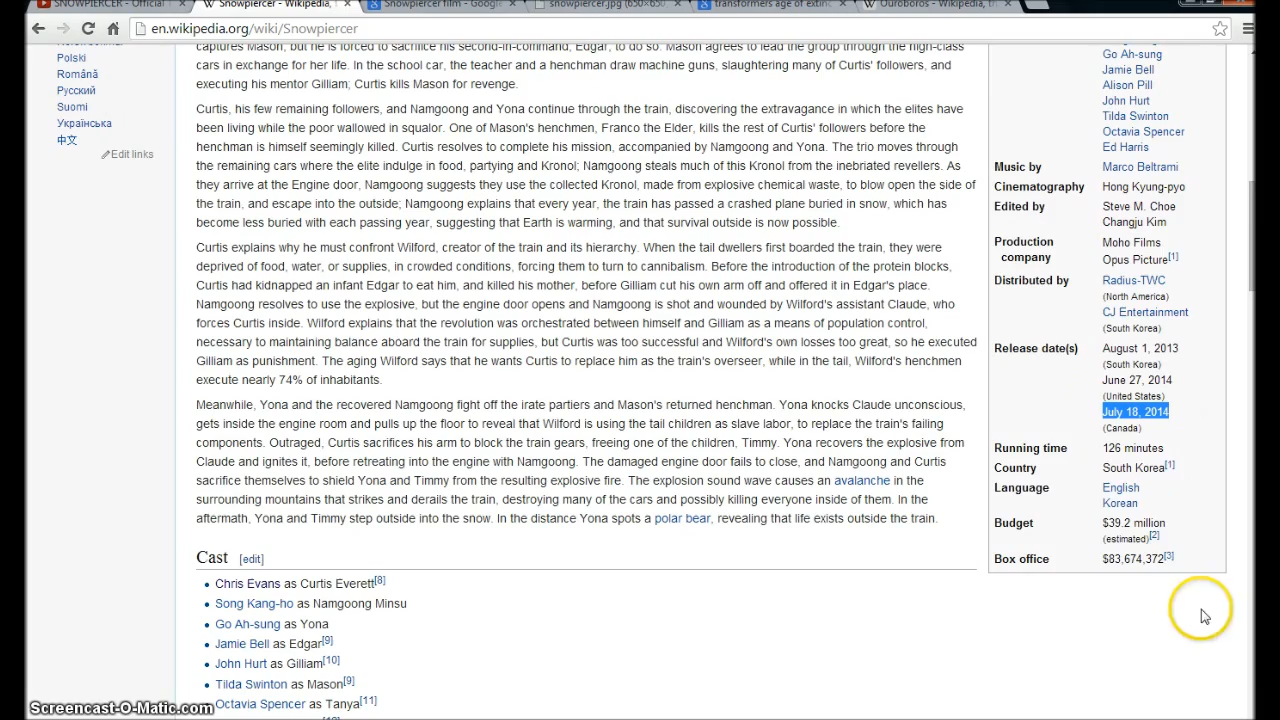 SNOWPIERCER - Official
Snowpiercer - Wikipedia,
Snowpiercer film - Google
snowpiercer.jpg (650×650
transformers age of extinc
Ouroboros - Wikipedia, th
en.wikipedia.org/wiki/Snowpiercer
Polski
Română
Русский
Suomi
Українська
中文
Edit links
captures Mason, but he is forced to sacrifice his second-in-command, Edgar, to do so. Mason agrees to lead the group through the high-class
cars in exchange for her life. In the school car, the teacher and a henchman draw machine guns, slaughtering many of Curtis' followers, and
executing his mentor Gilliam; Curtis kills Mason for revenge.
Curtis, his few remaining followers, and Namgoong and Yona continue through the train, discovering the extravagance in which the elites have
been living while the poor wallowed in squalor. One of Mason's henchmen, Franco the Elder, kills the rest of Curtis' followers before the
henchman is himself seemingly killed. Curtis resolves to complete his mission, accompanied by Namgoong and Yona. The trio moves through
the remaining cars where the elite indulge in food, partying and Kronol; Namgoong steals much of this Kronol from the inebriated revellers. As
they arrive at the Engine door, Namgoong suggests they use the collected Kronol, made from explosive chemical waste, to blow open the side of
the train, and escape into the outside; Namgoong explains that every year, the train has passed a crashed plane buried in snow, which has
become less buried with each passing year, suggesting that Earth is warming, and that survival outside is now possible.
Curtis explains why he must confront Wilford, creator of the train and its hierarchy. When the tail dwellers first boarded the train, they were
deprived of food, water, or supplies, in crowded conditions, forcing them to turn to cannibalism. Before the introduction of the protein blocks,
Curtis had kidnapped an infant Edgar to eat him, and killed his mother, before Gilliam cut his own arm off and offered it in Edgar's place.
Namgoong resolves to use the explosive, but the engine door opens and Namgoong is shot and wounded by Wilford's assistant Claude, who
forces Curtis inside. Wilford explains that the revolution was orchestrated between himself and Gilliam as a means of population control,
necessary to maintaining balance aboard the train for supplies, but Curtis was too successful and Wilford's own losses too great, so he executed
Gilliam as punishment. The aging Wilford says that he wants Curtis to replace him as the train's overseer, while in the tail, Wilford's henchmen
execute nearly 74% of inhabitants.
Meanwhile, Yona and the recovered Namgoong fight off the irate partiers and Mason's returned henchman. Yona knocks Claude unconscious,
gets inside the engine room and pulls up the floor to reveal that Wilford is using the tail children as slave labor, to replace the train's failing
components. Outraged, Curtis sacrifices his arm to block the train gears, freeing one of the children, Timmy. Yona recovers the explosive from
Claude and ignites it, before retreating into the engine with Namgoong. The damaged engine door fails to close, and Namgoong and Curtis
sacrifice themselves to shield Yona and Timmy from the resulting explosive fire. The explosion sound wave causes an avalanche in the
surrounding mountains that strikes and derails the train, destroying many of the cars and possibly killing everyone inside of them. In the
aftermath, Yona and Timmy step outside into the snow. In the distance Yona spots a polar bear, revealing that life exists outside the train.
Cast [edit]
Chris Evans as Curtis Everett[8]
Song Kang-ho as Namgoong Minsu
Go Ah-sung as Yona
Jamie Bell as Edgar[9]
John Hurt as Gilliam[10]
Tilda Swinton as Mason[9]
Octavia Spencer as Tanya[11]
Go Ah-sung
Jamie Bell
Alison Pill
John Hurt
Tilda Swinton
Octavia Spencer
Ed Harris
Music by Marco Beltrami
Cinematography Hong Kyung-pyo
Edited by Steve M. Choe
Changju Kim
Production company Moho Films
Opus Picture[1]
Distributed by Radius-TWC
(North America)
CJ Entertainment
(South Korea)
Release date(s) August 1, 2013
(South Korea)
June 27, 2014
(United States)
July 18, 2014
(Canada)
Running time 126 minutes
Country South Korea[1]
Language English
Korean
Budget $39.2 million
(estimated)[2]
Box office $83,674,372[3]
Screencast-O-Matic.com